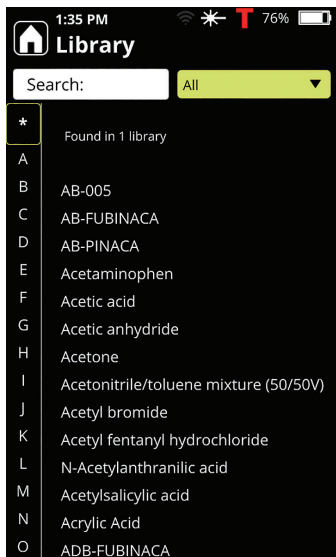 1:35 PM
T 76%
Library
Search:
All
*
Found in 1 library
A
B
AB-005
C
AB-FUBINACA
D
AB-PINACA
E
Acetaminophen
F
Acetic acid
G
Acetic anhydride
H
Acetone
I
Acetonitrile/toluene mixture (50/50V)
J
Acetyl bromide
K
Acetyl fentanyl hydrochloride
L
N-Acetylanthranilic acid
M
Acetylsalicylic acid
N
Acrylic Acid
O
ADB-FUBINACA